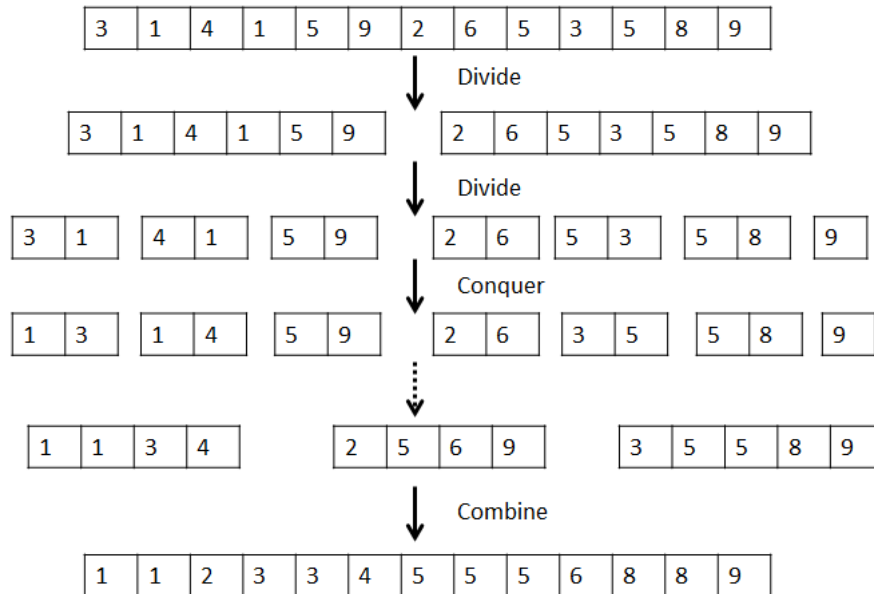 3 1 4 1 5 9 2 6 5 3 5 8 9
Divide
3 1 4 1 5 9 2 6 5 3 5 8 9
Divide
3 1 4 1 5 9 2 6 5 3 5 8 9
Conquer
1 3 1 4 5 9 2 6 3 5 5 8 9
1 1 3 4 2 5 6 9 3 5 5 8 9
Combine
1 1 2 3 3 4 5 5 5 6 8 8 9